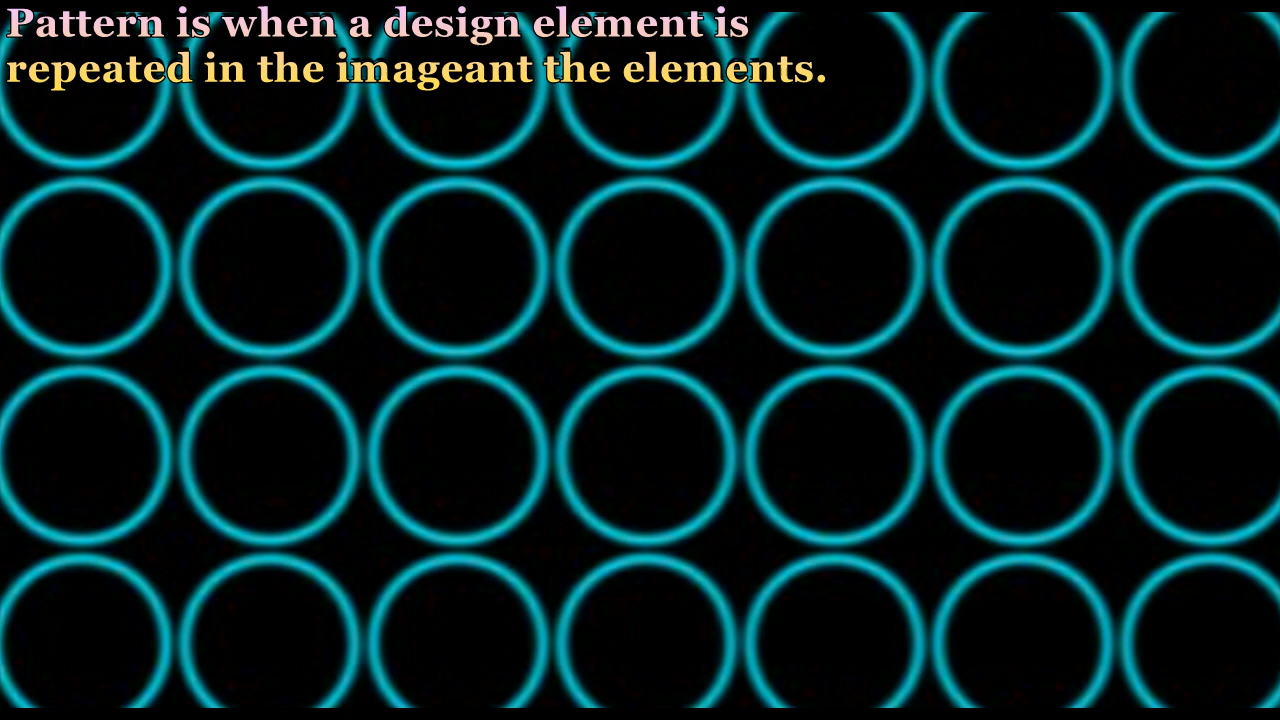 Pattern is when a design element is
repeated in the imageant the elements.